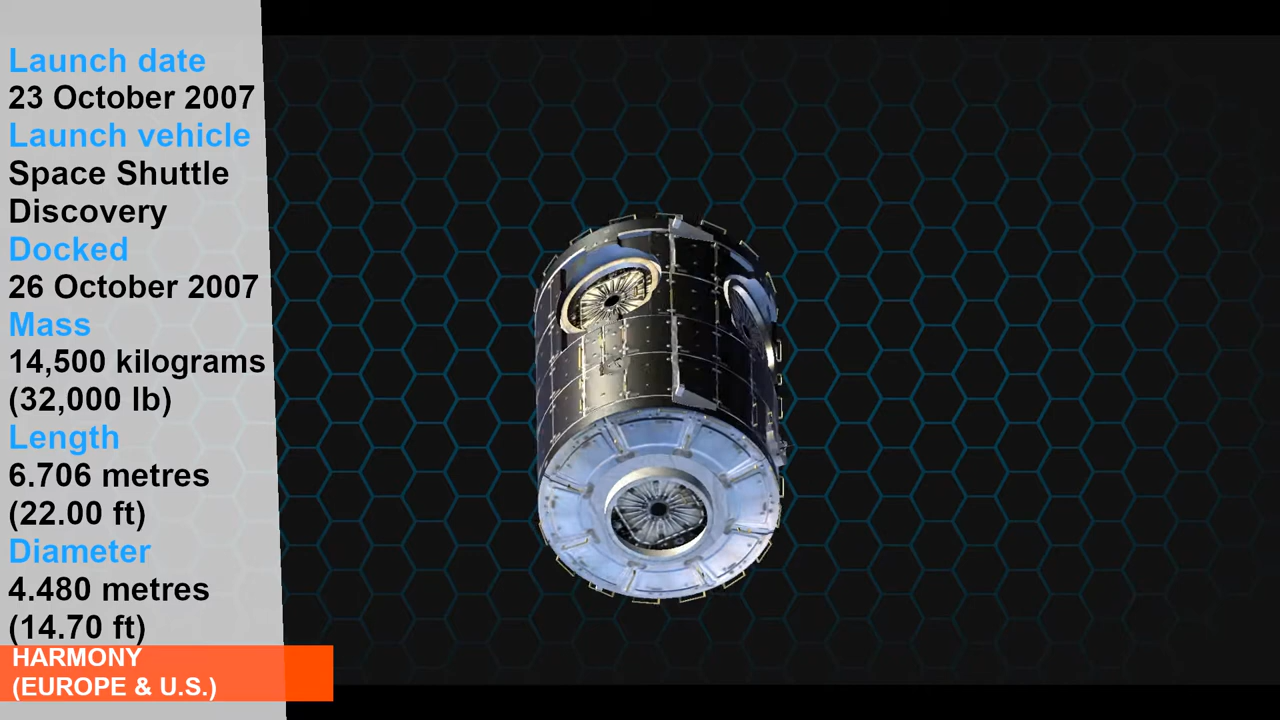 Launch date
23 October 2007
Launch vehicle
Space Shuttle
Discovery
Docked
26 October 2007
Mass
14,500 kilograms
(32,000 lb)
Length
6.706 metres
(22.00 ft)
Diameter
4.480 metres
(14.70 ft)
HARMONY
(EUROPE & U.S.)